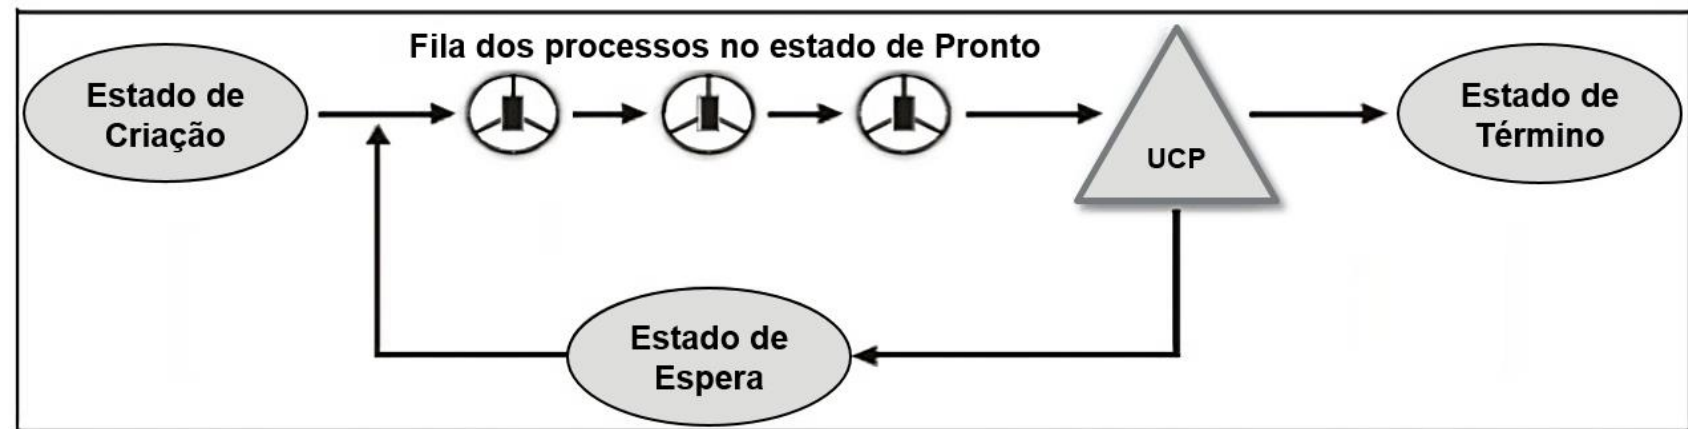 Fila dos processos no estado de Pronto
Estado de
Criação
UCP
Estado de
Término
Estado de
Espera